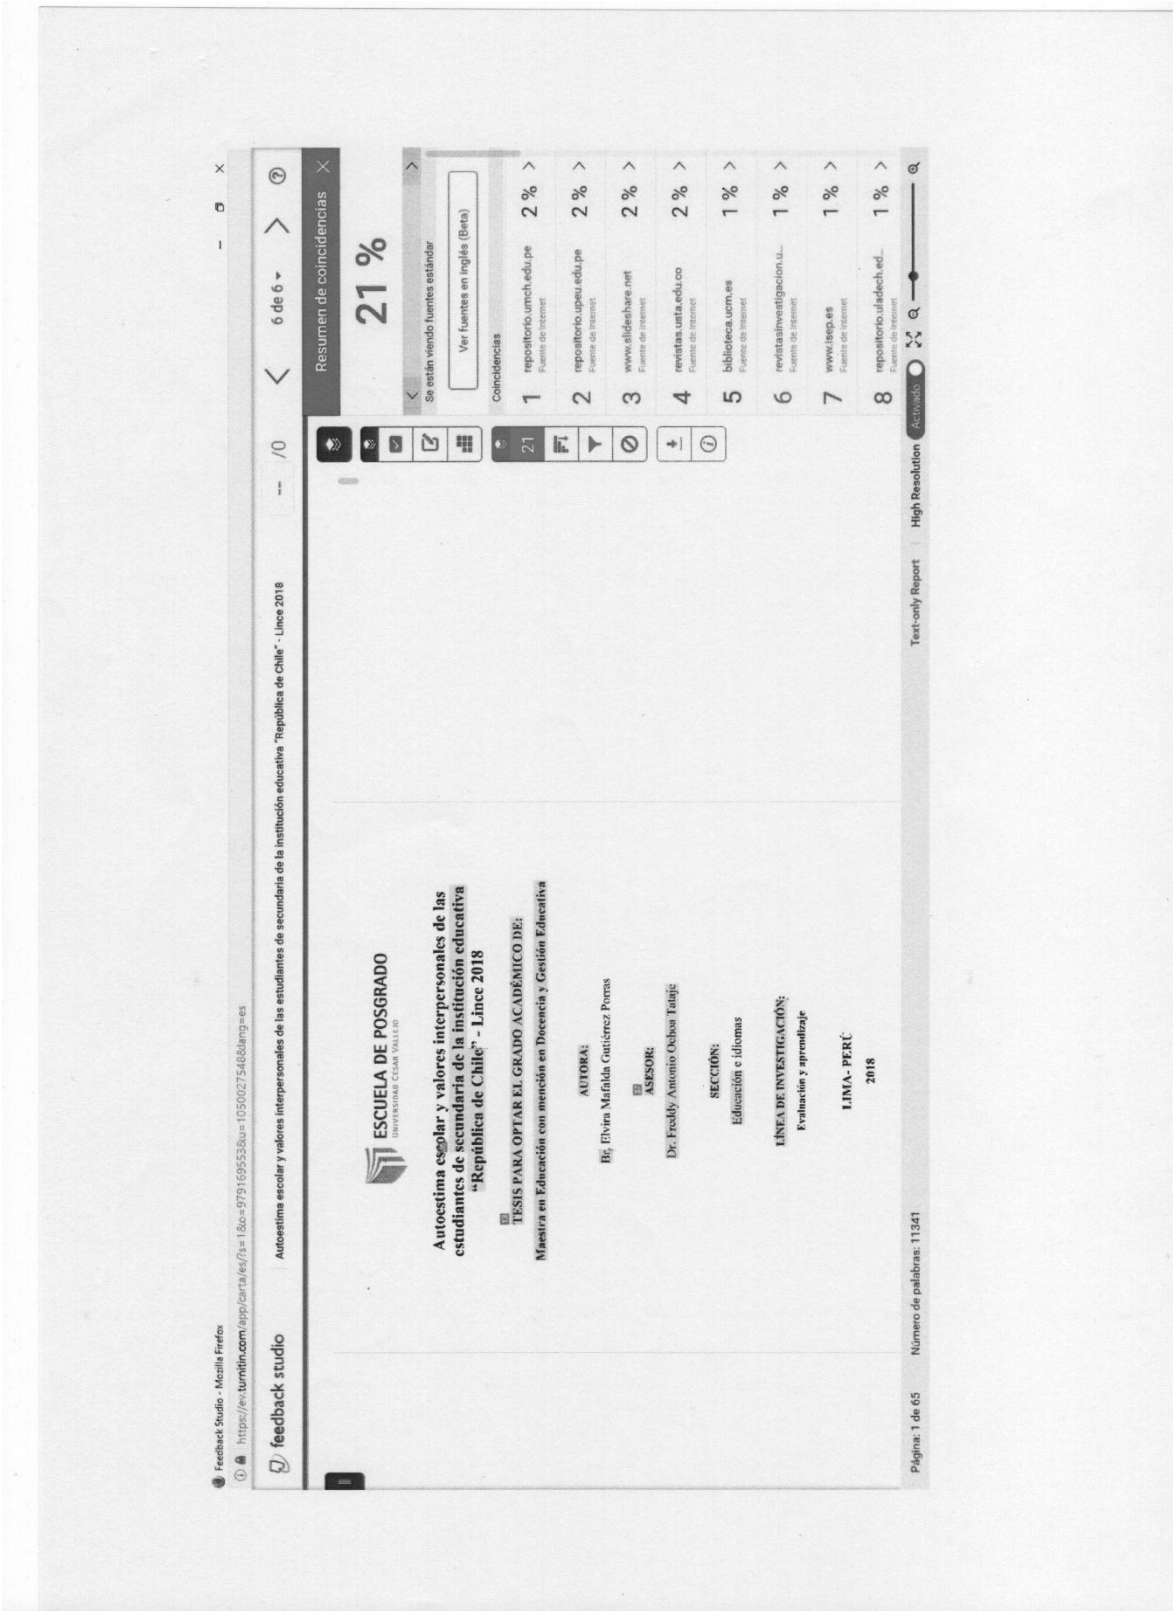 Feedback Studio - Mozilla Firefox
https://ev.turnitin.com/app/carta/es/?s=1&o=979169553&u=1050027548&lang=es
feedback studio
Autoestima escolar y valores interpersonales de las estudiantes de secundaria de la institución educativa "República de Chile" - Lince 2018
-- /0
6 de 6
?
ESCUELA DE POSGRADO
UNIVERSIDAD CÉSAR VALLEJO
Autoestima escolar y valores interpersonales de las
estudiantes de secundaria de la institución educativa
“República de Chile” - Lince 2018
TESIS PARA OPTAR EL GRADO ACADÉMICO DE:
Maestra en Educación con mención en Docencia y Gestión Educativa
AUTORA:
Br. Elvira Mafalda Gutiérrez Porras
ASESOR:
Dr. Freddy Antonio Ochoa Tataje
SECCIÓN:
Educación e idiomas
LÍNEA DE INVESTIGACIÓN:
Evaluación y aprendizaje
LIMA- PERÚ
2018
21
Resumen de coincidencias
21 %
Se están viendo fuentes estándar
Ver fuentes en inglés (Beta)
Coincidencias
1 repositorio.umch.edu.pe 2 %
Fuente de Internet
2 repositorio.upeu.edu.pe 2 %
Fuente de Internet
3 www.slideshare.net 2 %
Fuente de Internet
4 revistas.usta.edu.co 2 %
Fuente de Internet
5 biblioteca.ucm.es 1 %
Fuente de Internet
6 revistasinvestigacion.u... 1 %
Fuente de Internet
7 www.isep.es 1 %
Fuente de Internet
8 repositorio.uladech.ed... 1 %
Fuente de Internet
Página: 1 de 65
Número de palabras: 11341
Text-only Report
High Resolution
Activado